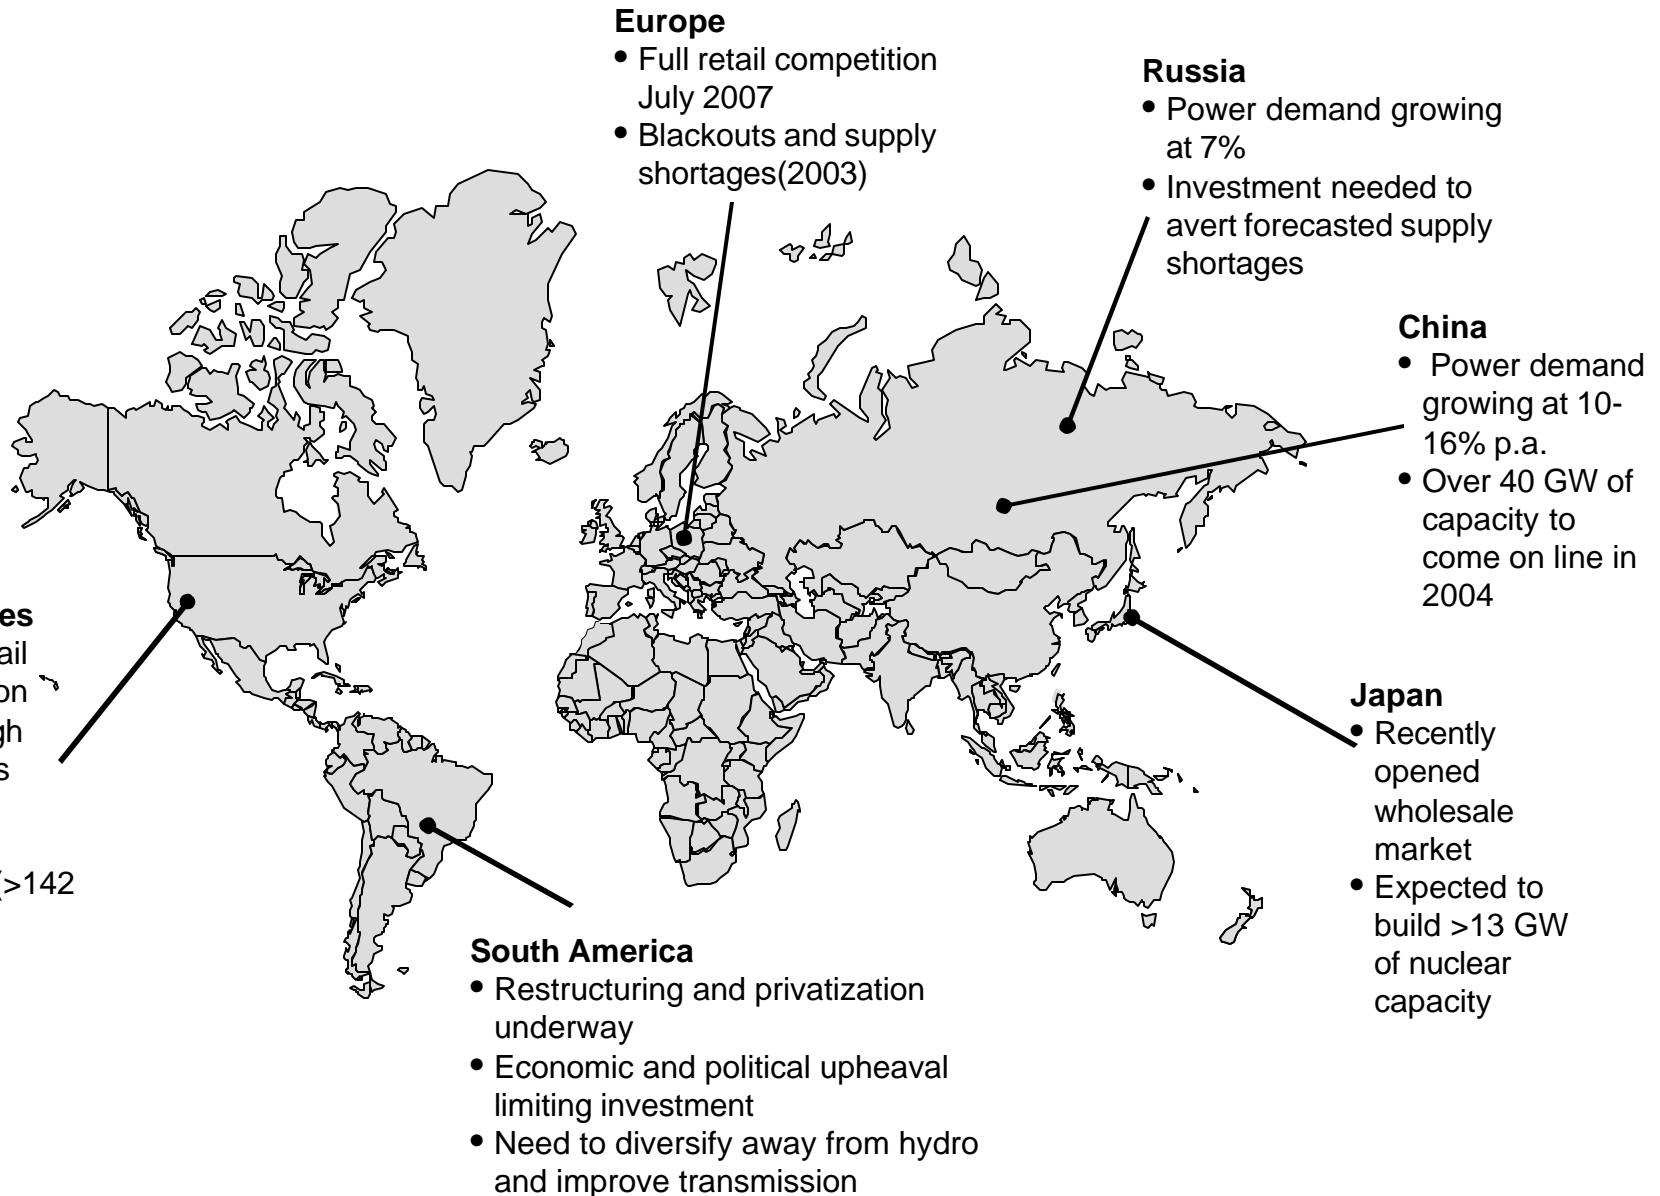 Europe
• Full retail competition
July 2007
• Blackouts and supply
shortages(2003)
Russia
• Power demand growing
at 7%
• Investment needed to
avert forecasted supply
shortages
China
• Power demand
growing at 10-
16% p.a.
• Over 40 GW of
capacity to
come on line in
2004
es
ail
on
gh
s
(>142
Japan
• Recently
opened
wholesale
market
• Expected to
build >13 GW
of nuclear
capacity
South America
• Restructuring and privatization
underway
• Economic and political upheaval
limiting investment
• Need to diversify away from hydro
and improve transmission